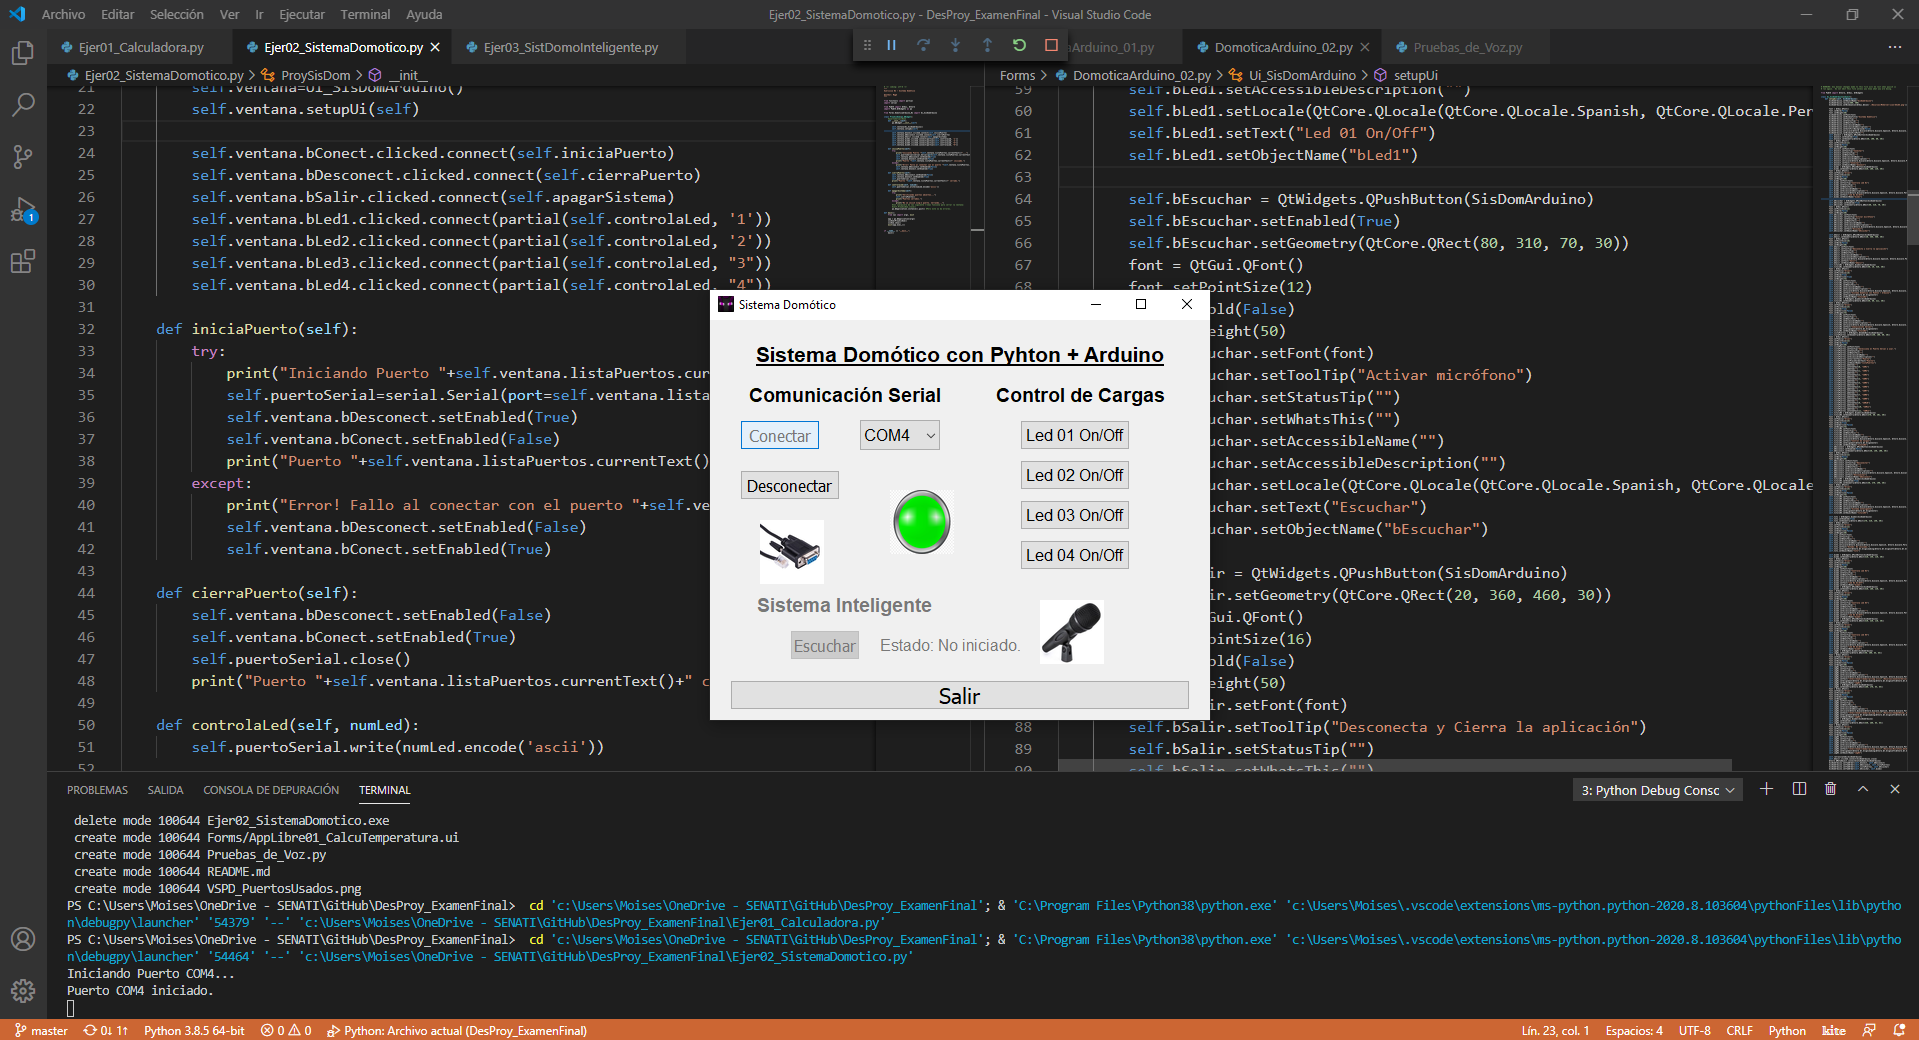 Archivo Editar Selección Ver Ir Ejecutar Terminal Ayuda
Ejer02_SistemaDomotico.py - DesProy_ExamenFinal - Visual Studio Code
Ejer01_Calculadora.py
Ejer02_SistemaDomotico.py
Ejer03_SistDomoInteligente.py
Arduino_01.py
DomoticaArduino_02.py
Pruebas_de_Voz.py
Ejer02_SistemaDomotico.py > ProySisDom > __init__
21 self.ventana=Ui_SisDomArduino()
22 self.ventana.setupUi(self)
23
24 self.ventana.bConect.clicked.connect(self.iniciaPuerto)
25 self.ventana.bDesconect.clicked.connect(self.cierraPuerto)
26 self.ventana.bSalir.clicked.connect(self.apagarSistema)
27 self.ventana.bLed1.clicked.connect(partial(self.controlaLed, '1'))
28 self.ventana.bLed2.clicked.connect(partial(self.controlaLed, '2'))
29 self.ventana.bLed3.clicked.connect(partial(self.controlaLed, "3"))
30 self.ventana.bLed4.clicked.connect(partial(self.controlaLed, "4"))
31
32 def iniciaPuerto(self):
33 try:
34 print("Iniciando Puerto "+self.ventana.listaPuertos.cur
35 self.puertoSerial=serial.Serial(port=self.ventana.lista
36 self.ventana.bDesconect.setEnabled(True)
37 self.ventana.bConect.setEnabled(False)
38 print("Puerto "+self.ventana.listaPuertos.currentText()
39 except:
40 print("Error! Fallo al conectar con el puerto "+self.ve
41 self.ventana.bDesconect.setEnabled(False)
42 self.ventana.bConect.setEnabled(True)
43
44 def cierraPuerto(self):
45 self.ventana.bDesconect.setEnabled(False)
46 self.ventana.bConect.setEnabled(True)
47 self.puertoSerial.close()
48 print("Puerto "+self.ventana.listaPuertos.currentText()+" c
49
50 def controlaLed(self, numLed):
51 self.puertoSerial.write(numLed.encode('ascii'))
52
Forms > DomoticaArduino_02.py > Ui_SisDomArduino > setupUi
59 self.bLed1.setAccessibleDescription("")
60 self.bLed1.setLocale(QtCore.QLocale(QtCore.QLocale.Spanish, QtCore.QLocale.Per
61 self.bLed1.setText("Led 01 On/Off")
62 self.bLed1.setObjectName("bLed1")
63
64 self.bEscuchar = QtWidgets.QPushButton(SisDomArduino)
65 self.bEscuchar.setEnabled(True)
66 self.bEscuchar.setGeometry(QtCore.QRect(80, 310, 70, 30))
67 font = QtGui.QFont()
68 font.setPointSize(12)
old(False)
eight(50)
uchar.setFont(font)
uchar.setToolTip("Activar micrófono")
uchar.setStatusTip("")
uchar.setWhatsThis("")
uchar.setAccessibleName("")
uchar.setAccessibleDescription("")
uchar.setLocale(QtCore.QLocale(QtCore.QLocale.Spanish, QtCore.QLocale
uchar.setText("Escuchar")
uchar.setObjectName("bEscuchar")
ir = QtWidgets.QPushButton(SisDomArduino)
ir.setGeometry(QtCore.QRect(20, 360, 460, 30))
Gui.QFont()
PointSize(16)
old(False)
eight(50)
ir.setFont(font)
88 self.bSalir.setToolTip("Desconecta y Cierra la aplicación")
89 self.bSalir.setStatusTip("")
90 self.bSalir.setWhatsThis("")
Sistema Domótico
Sistema Domótico con Pyhton + Arduino
Comunicación Serial
Control de Cargas
Conectar
COM4
Led 01 On/Off
Led 02 On/Off
Desconectar
Led 03 On/Off
Led 04 On/Off
Sistema Inteligente
Escuchar
Estado: No iniciado.
Salir
PROBLEMAS SALIDA CONSOLA DE DEPURACIÓN TERMINAL
3: Python Debug Consc
delete mode 100644 Ejer02_SistemaDomotico.exe
create mode 100644 Forms/AppLibre01_CalcuTemperatura.ui
create mode 100644 Pruebas_de_Voz.py
create mode 100644 README.md
create mode 100644 VSPD_PuertosUsados.png
PS C:\Users\Moises\OneDrive - SENATI\GitHub\DesProy_ExamenFinal> cd 'c:\Users\Moises\OneDrive - SENATI\GitHub\DesProy_ExamenFinal'; & 'C:\Program Files\Python38\python.exe' 'c:\Users\Moises\.vscode\extensions\ms-python.python-2020.8.103604\pythonFiles\lib\pytho
n\debugpy\launcher' '54379' '--' 'c:\Users\Moises\OneDrive - SENATI\GitHub\DesProy_ExamenFinal\Ejer01_Calculadora.py'
PS C:\Users\Moises\OneDrive - SENATI\GitHub\DesProy_ExamenFinal> cd 'c:\Users\Moises\OneDrive - SENATI\GitHub\DesProy_ExamenFinal'; & 'C:\Program Files\Python38\python.exe' 'c:\Users\Moises\.vscode\extensions\ms-python.python-2020.8.103604\pythonFiles\lib\pytho
n\debugpy\launcher' '54464' '--' 'c:\Users\Moises\OneDrive - SENATI\GitHub\DesProy_ExamenFinal\Ejer02_SistemaDomotico.py'
Iniciando Puerto COM4...
Puerto COM4 iniciado.
master 0↓ 1↑ Python 3.8.5 64-bit 0 0 Python: Archivo actual (DesProy_ExamenFinal)
Lín. 23, col. 1 Espacios: 4 UTF-8 CRLF Python kite